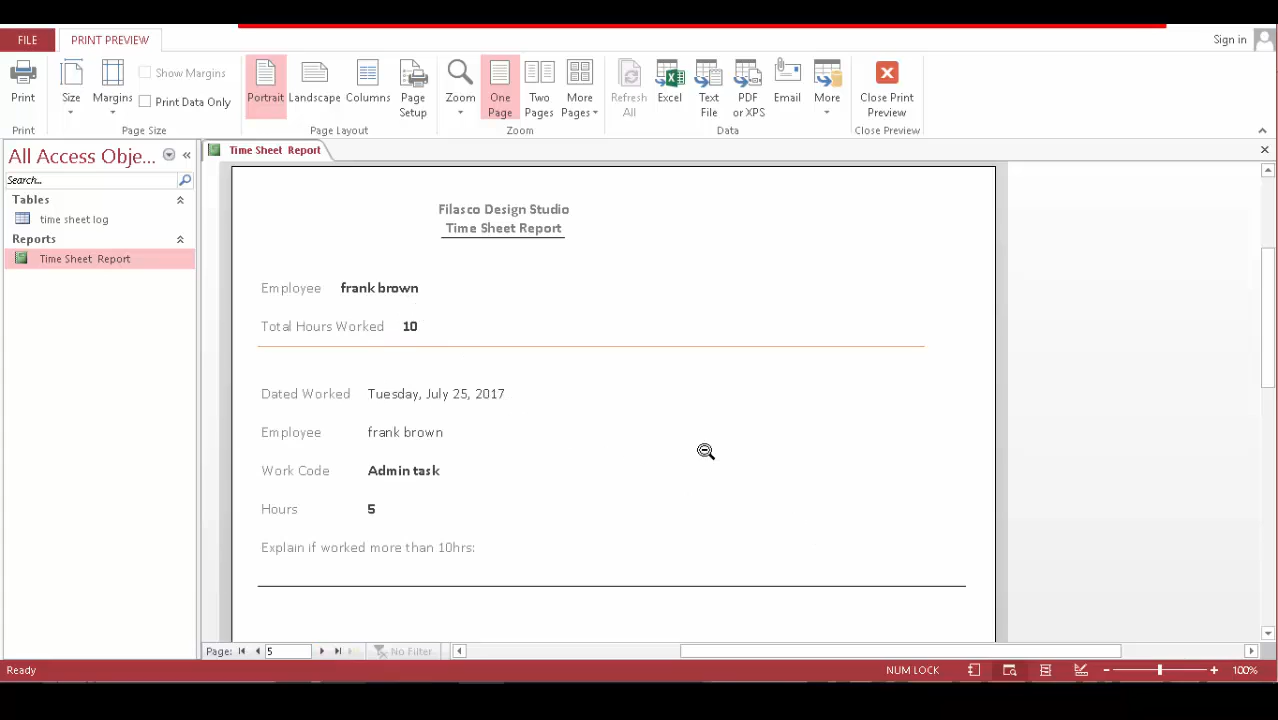 FILE
PRINT PREVIEW
Sign in
Print
Size
Margins
Show Margins
Print Data Only
Portrait
Landscape
Columns
Page Setup
Zoom
One Page
Two Pages
More Pages
Refresh All
Excel
Text File
PDF or XPS
Email
More
Close Print Preview
Print
Page Size
Page Layout
Zoom
Data
Close Preview
All Access Obje...
Search...
Tables
time sheet log
Reports
Time Sheet Report
Time Sheet Report
Filasco Design Studio
Time Sheet Report
Employee frank brown
Total Hours Worked 10
Dated Worked Tuesday, July 25, 2017
Employee frank brown
Work Code Admin task
Hours 5
Explain if worked more than 10hrs:
Page: 5 No Filter
Ready
NUM LOCK
100%